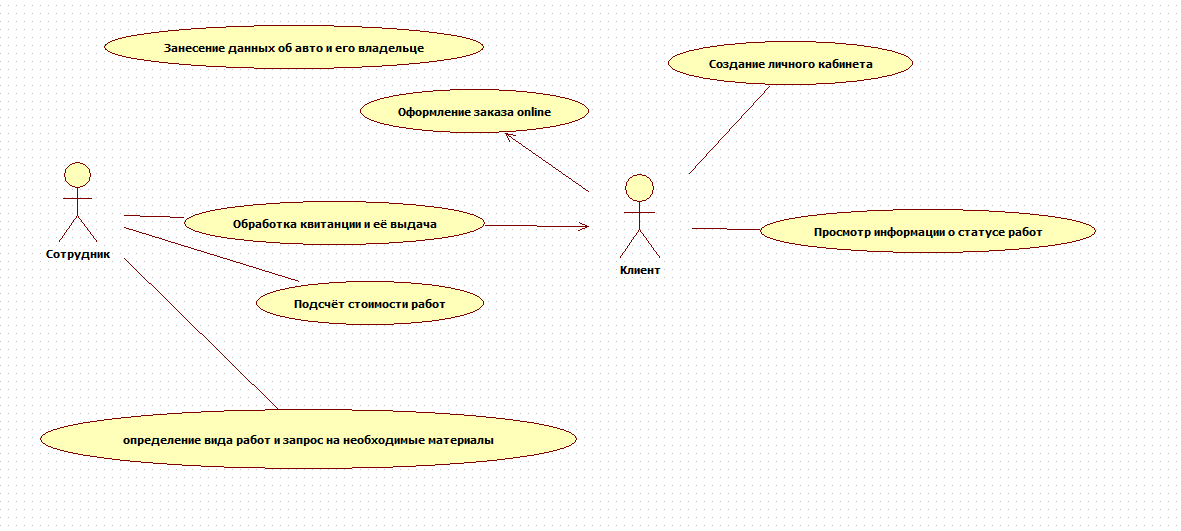 Занесение данных об авто и его владельце
Создание личного кабинета
Оформление заказа online
Обработка квитанции и её выдача
Просмотр информации о статусе работ
Сотрудник
Клиент
Подсчёт стоимости работ
определение вида работ и запрос на необходимые материалы